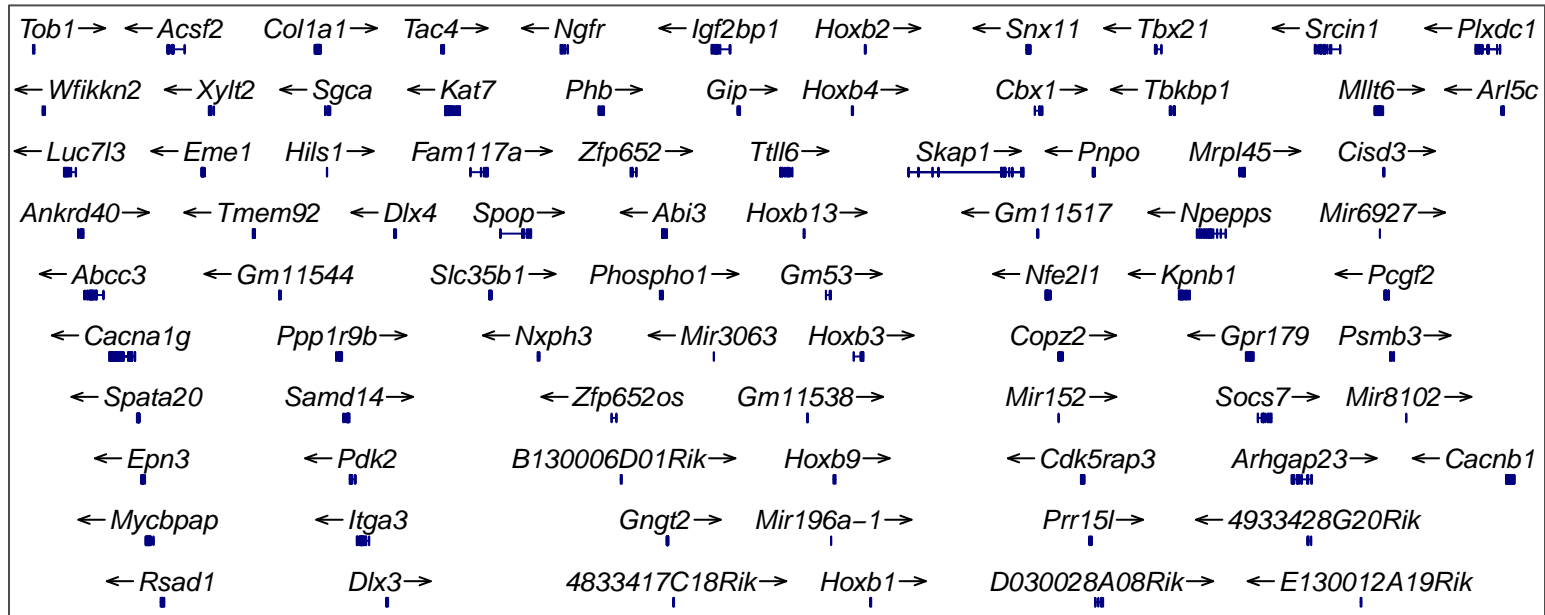 Tob1→ ←Acsf2 Col1a1→ Tac4→ ←Ngfr ←Igf2bp1 Hoxb2→ ←Snx11 ←Tbx21 ←Srcin1 ←Plxdc1
←Wfikkn2 ←Xylt2 ←Sgca ←Kat7 Phb→ Gip→ Hoxb4→ Cbx1→ ←Tbkbp1 Mllt6→ ←Arl5c
←Luc7l3 ←Eme1 Hils1→ Fam117a→ Zfp652→ Ttll6→ Skap1→ ←Pnpo Mrpl45→ Cisd3→
Ankrd40→ ←Tmem92 ←Dlx4 Spop→ ←Abi3 Hoxb13→ ←Gm11517 ←Npepps Mir6927→
←Abcc3 ←Gm11544 Slc35b1→ Phospho1→ Gm53→ ←Nfe2l1 ←Kpnb1 ←Pcgf2
←Cacna1g Ppp1r9b→ ←Nxph3 ←Mir3063 Hoxb3→ Copz2→ ←Gpr179 Psmb3→
←Spata20 Samd14→ ←Zfp652os Gm11538→ Mir152→ Socs7→ Mir8102→
←Epn3 ←Pdk2 B130006D01Rik→ Hoxb9→ ←Cdk5rap3 Arhgap23→ ←Cacnb1
←Mycbpap ←Itga3 Gngt2→ Mir196a−1→ Prr15l→ ←4933428G20Rik
←Rsad1 Dlx3→ 4833417C18Rik→ Hoxb1→ D030028A08Rik→ ←E130012A19Rik